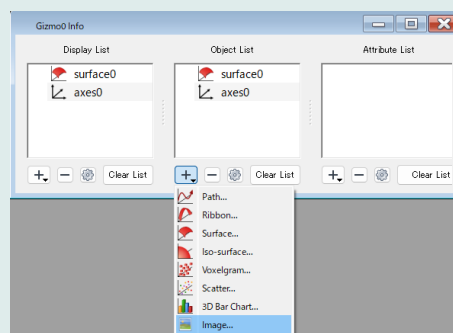 Gizmo0 Info
Display List
Object List
Attribute List
surface0
axes0
surface0
axes0
Clear List
Clear List
Clear List
Path...
Ribbon...
Surface...
Iso-surface...
Voxelgram...
Scatter...
3D Bar Chart...
Image...